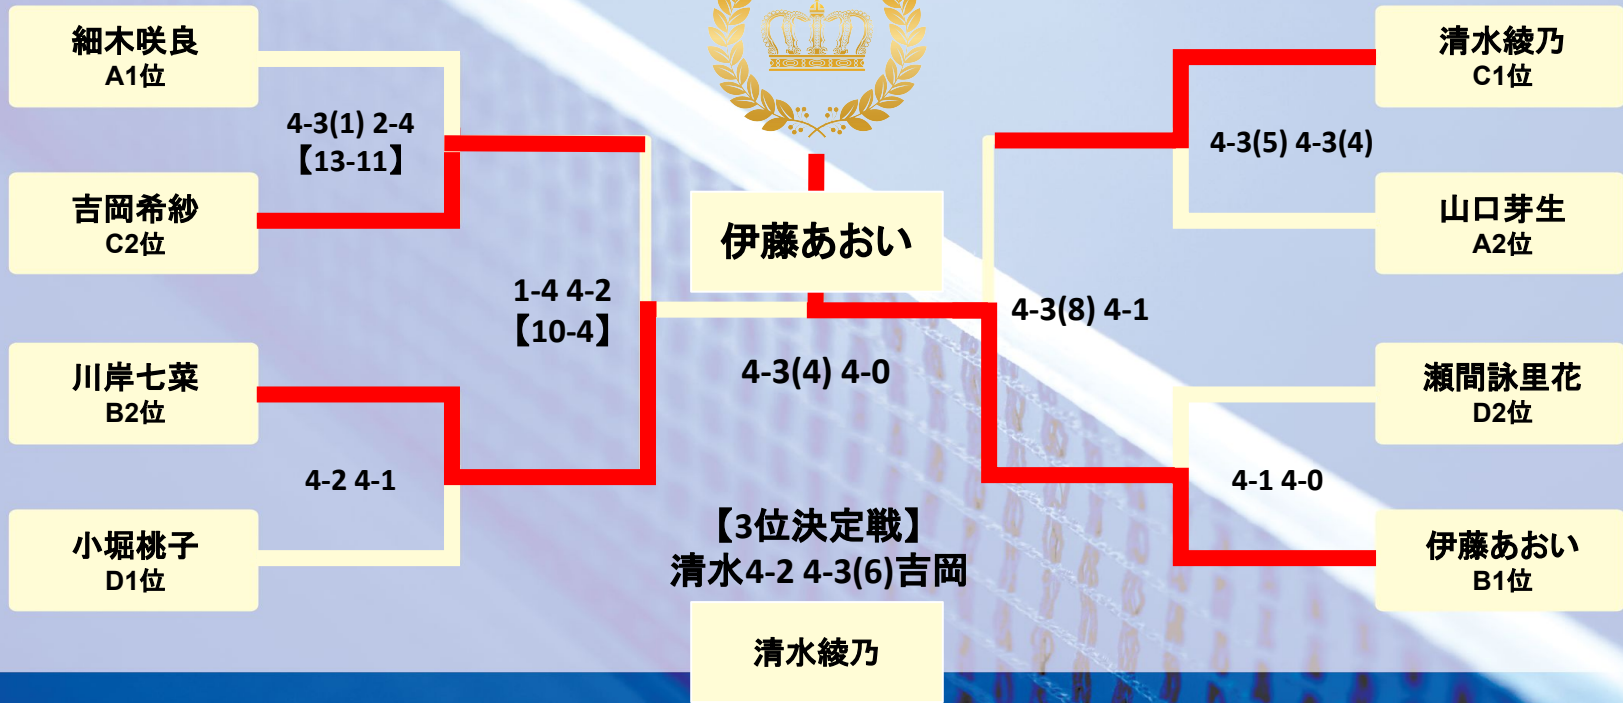 細木咲良
A1位
4-3(1) 2-4
【13-11】
吉岡希紗
C2位
1-4 4-2
【10-4】
川岸七菜
B2位
4-2 4-1
小堀桃子
D1位
伊藤あおい
4-3(4) 4-0
【3位決定戦】
清水4-2 4-3(6)吉岡
清水綾乃
清水綾乃
C1位
4-3(5) 4-3(4)
山口芽生
A2位
4-3(8) 4-1
瀬間詠里花
D2位
4-1 4-0
伊藤あおい
B1位